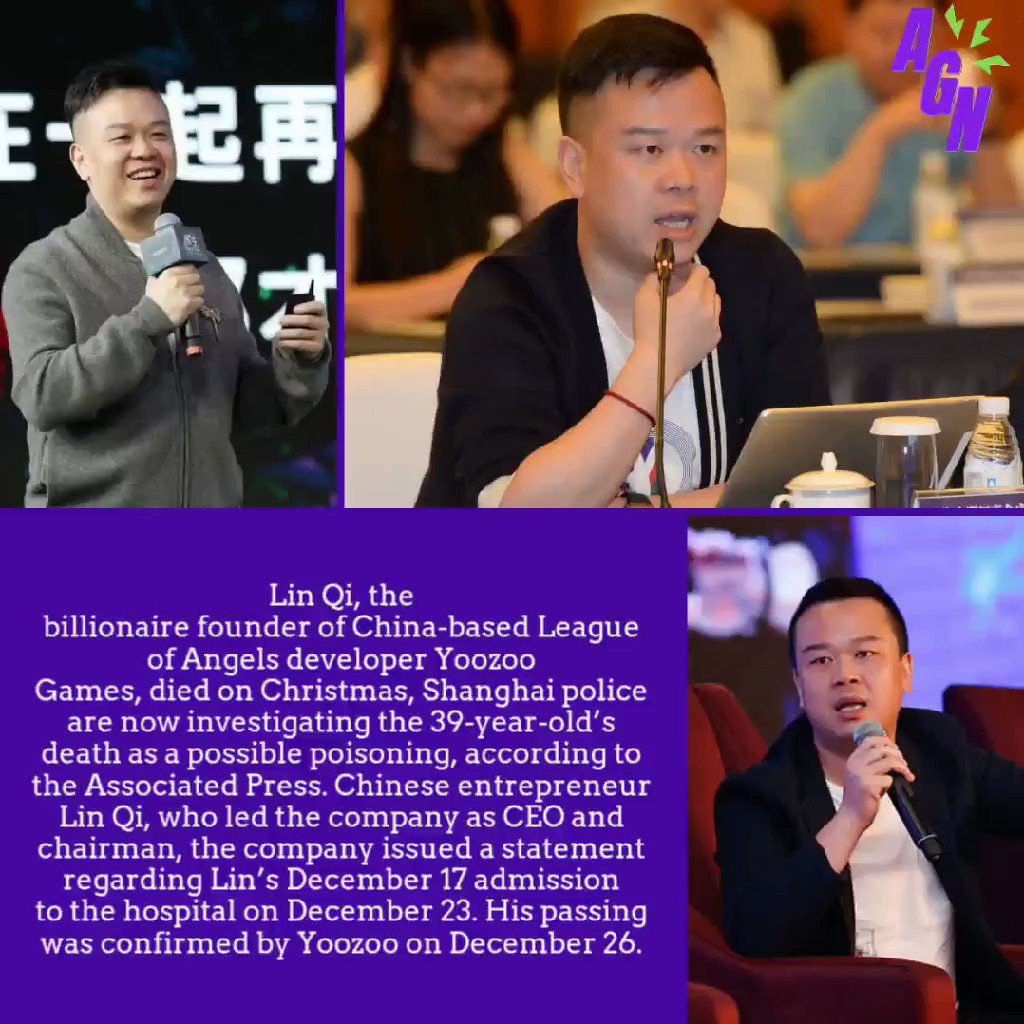 在一起再
AGN
Lin Qi, the
billionaire founder of China-based League
of Angels developer Yoozoo
Games, died on Christmas, Shanghai police
are now investigating the 39-year-old’s
death as a possible poisoning, according to
the Associated Press. Chinese entrepreneur
Lin Qi, who led the company as CEO and
chairman, the company issued a statement
regarding Lin’s December 17 admission
to the hospital on December 23. His passing
was confirmed by Yoozoo on December 26.